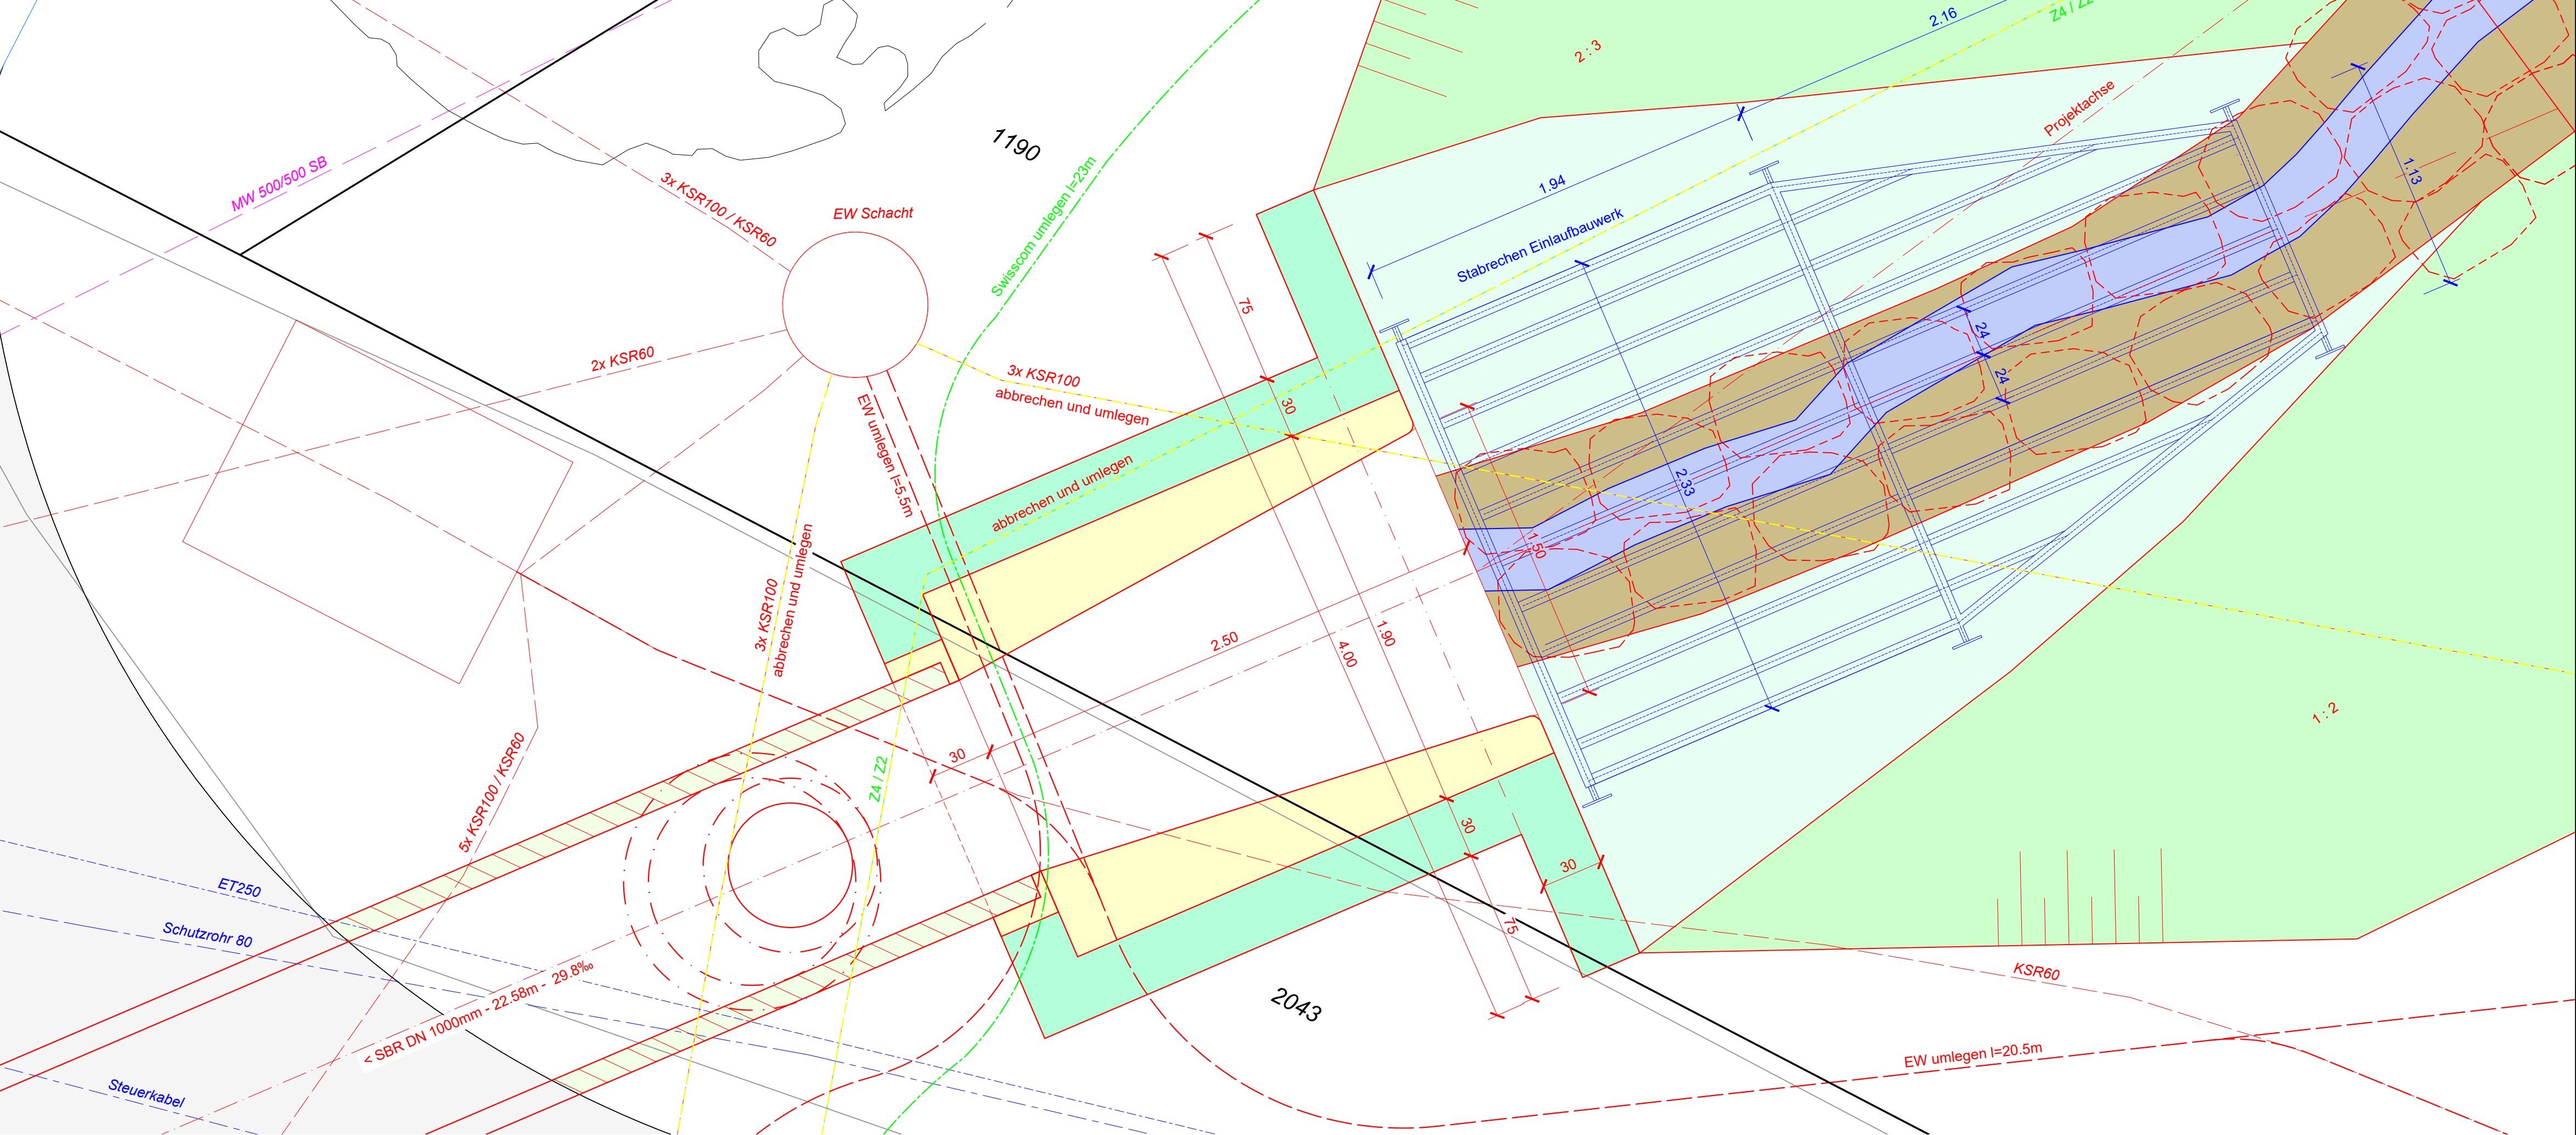 2.16
Z4 / Z2
2 : 3
Projektachse
1190
MW 500/500 SB
3x KSR100 / KSR60
EW Schacht
Swisscom umlegen l=23m
1.94
Stabrechen Einlaufbauwerk
1.13
75
24
24
2x KSR60
3x KSR100
abbrechen und umlegen
30
EW umlegen l=5.5m
abbrechen und umlegen
2.33
1.50
3x KSR100
abbrechen und umlegen
2.50
1.90
4.00
30
1 : 2
5x KSR100 / KSR60
Z4 / Z2
30
30
75
ET250
Schutzrohr 80
< SBR DN 1000mm - 22.58m - 29.8‰
2043
KSR60
EW umlegen l=20.5m
Steuerkabel